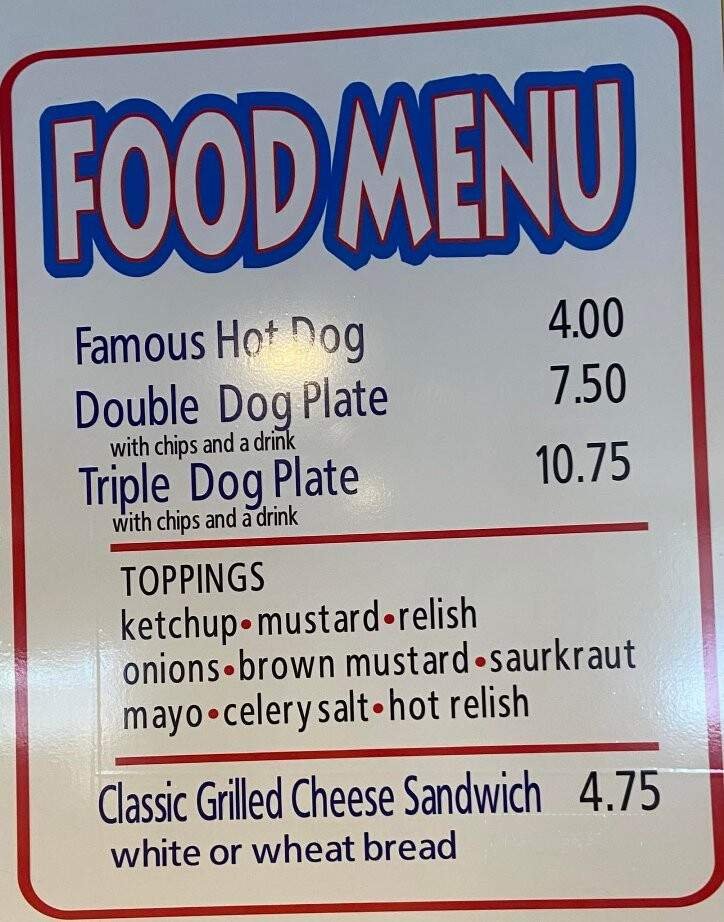 FOOD MENU
Famous Hot Dog 4.00
Double Dog Plate 7.50
with chips and a drink
Triple Dog Plate 10.75
with chips and a drink
TOPPINGS
ketchup•mustard•relish
onions•brown mustard•saurkraut
mayo•celery salt•hot relish
Classic Grilled Cheese Sandwich 4.75
white or wheat bread